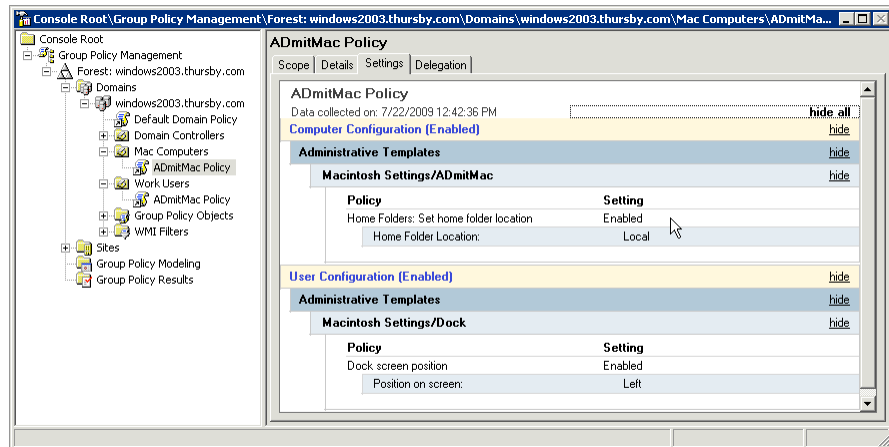 Console Root\Group Policy Management\Forest: windows2003.thursby.com\Domains\windows2003.thursby.com\Mac Computers\ADmitMa...
Console Root
Group Policy Management
Forest: windows2003.thursby.com
Domains
windows2003.thursby.com
Default Domain Policy
Domain Controllers
Mac Computers
ADmitMac Policy
Work Users
ADmitMac Policy
Group Policy Objects
WMI Filters
Sites
Group Policy Modeling
Group Policy Results
ADmitMac Policy
Scope Details Settings Delegation
ADmitMac Policy
Data collected on: 7/22/2009 12:42:36 PM hide all
Computer Configuration (Enabled) hide
Administrative Templates hide
Macintosh Settings/ADmitMac hide
Policy Setting
Home Folders: Set home folder location Enabled
Home Folder Location: Local
User Configuration (Enabled) hide
Administrative Templates hide
Macintosh Settings/Dock hide
Policy Setting
Dock screen position Enabled
Position on screen: Left